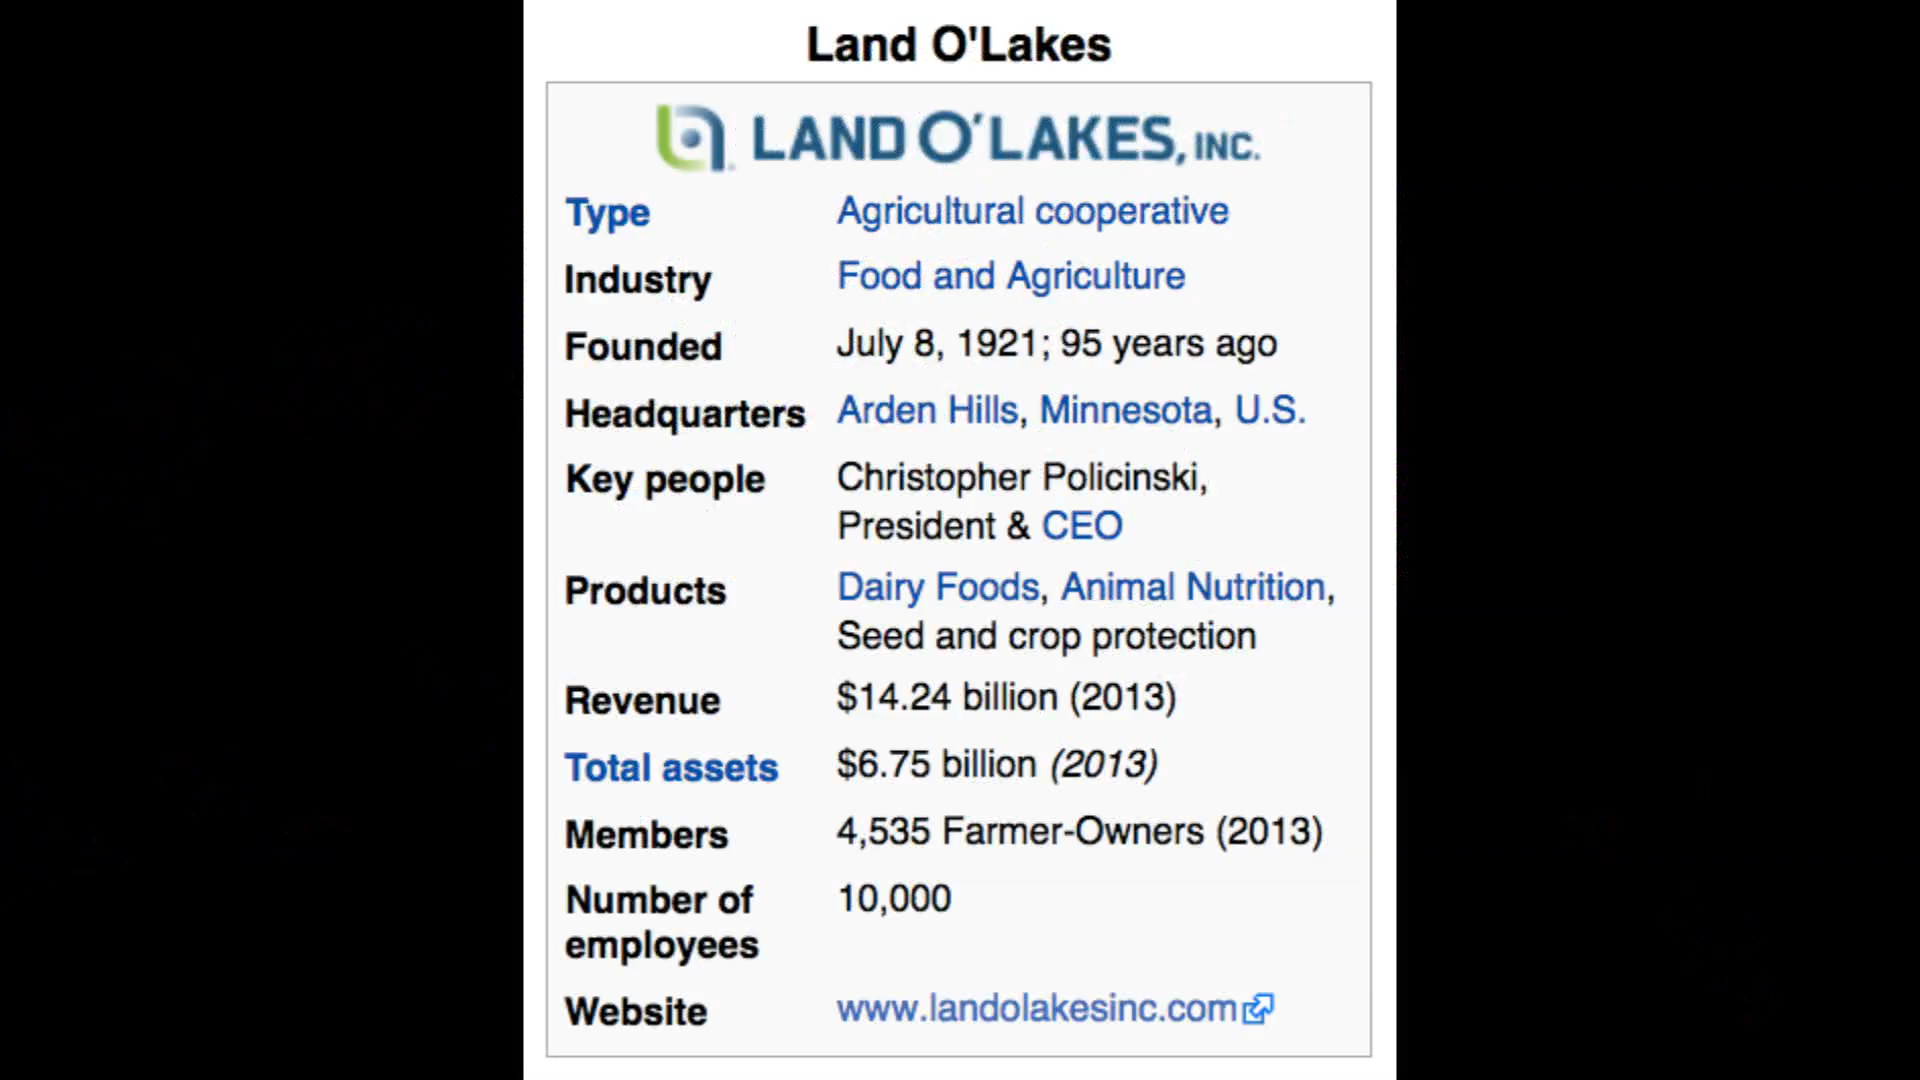 Land O'Lakes
LAND O'LAKES, INC.
Type Agricultural cooperative
Industry Food and Agriculture
Founded July 8, 1921; 95 years ago
Headquarters Arden Hills, Minnesota, U.S.
Key people Christopher Policinski,
President & CEO
Products Dairy Foods, Animal Nutrition,
Seed and crop protection
Revenue $14.24 billion (2013)
Total assets $6.75 billion (2013)
Members 4,535 Farmer-Owners (2013)
Number of 10,000
employees
Website www.landolakesinc.com